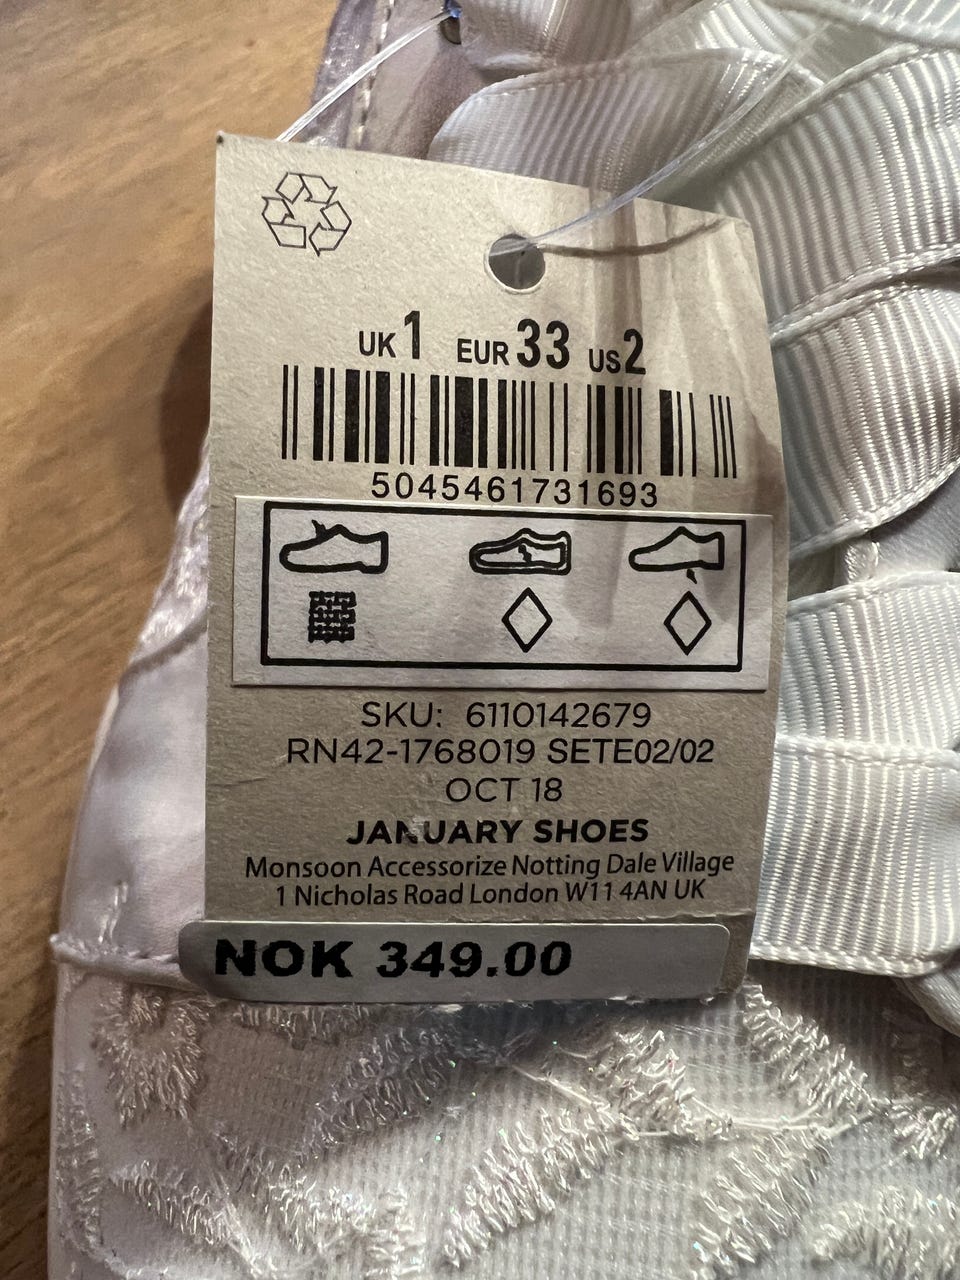 UK 1 EUR 33 US 2
5045461731693
SKU: 6110142679
RN42-1768019 SETE02/02
OCT 18
JANUARY SHOES
Monsoon Accessorize Notting Dale Village
1 Nicholas Road London W11 4AN UK
NOK 349.00